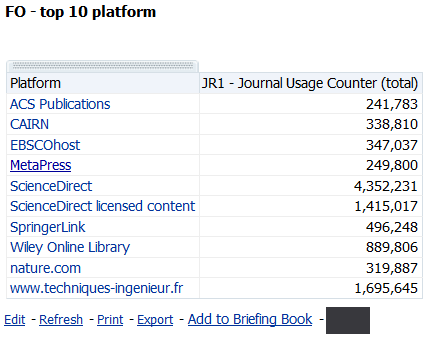 FO - top 10 platform
Platform JR1 - Journal Usage Counter (total)
ACS Publications 241,783
CAIRN 338,810
EBSCOhost 347,037
MetaPress 249,800
ScienceDirect 4,352,231
ScienceDirect licensed content 1,415,017
SpringerLink 496,248
Wiley Online Library 889,806
nature.com 319,887
www.techniques-ingenieur.fr 1,695,645
Edit - Refresh - Print - Export - Add to Briefing Book -